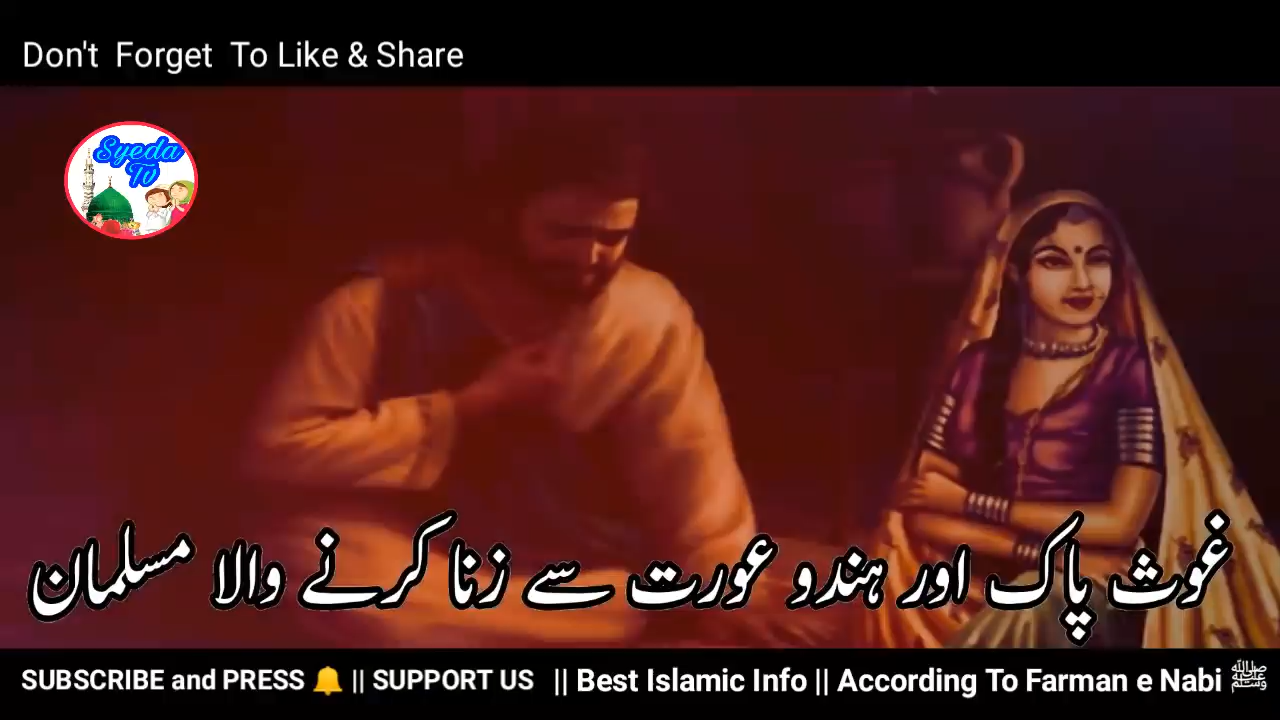 Don't Forget To Like & Share
Syeda
Tv
غوث پاک اور ہندو عورت سے زنا کرنے والا مسلمان
SUBSCRIBE and PRESS 🔔 || SUPPORT US || Best Islamic Info || According To Farman e Nabi ﷺ